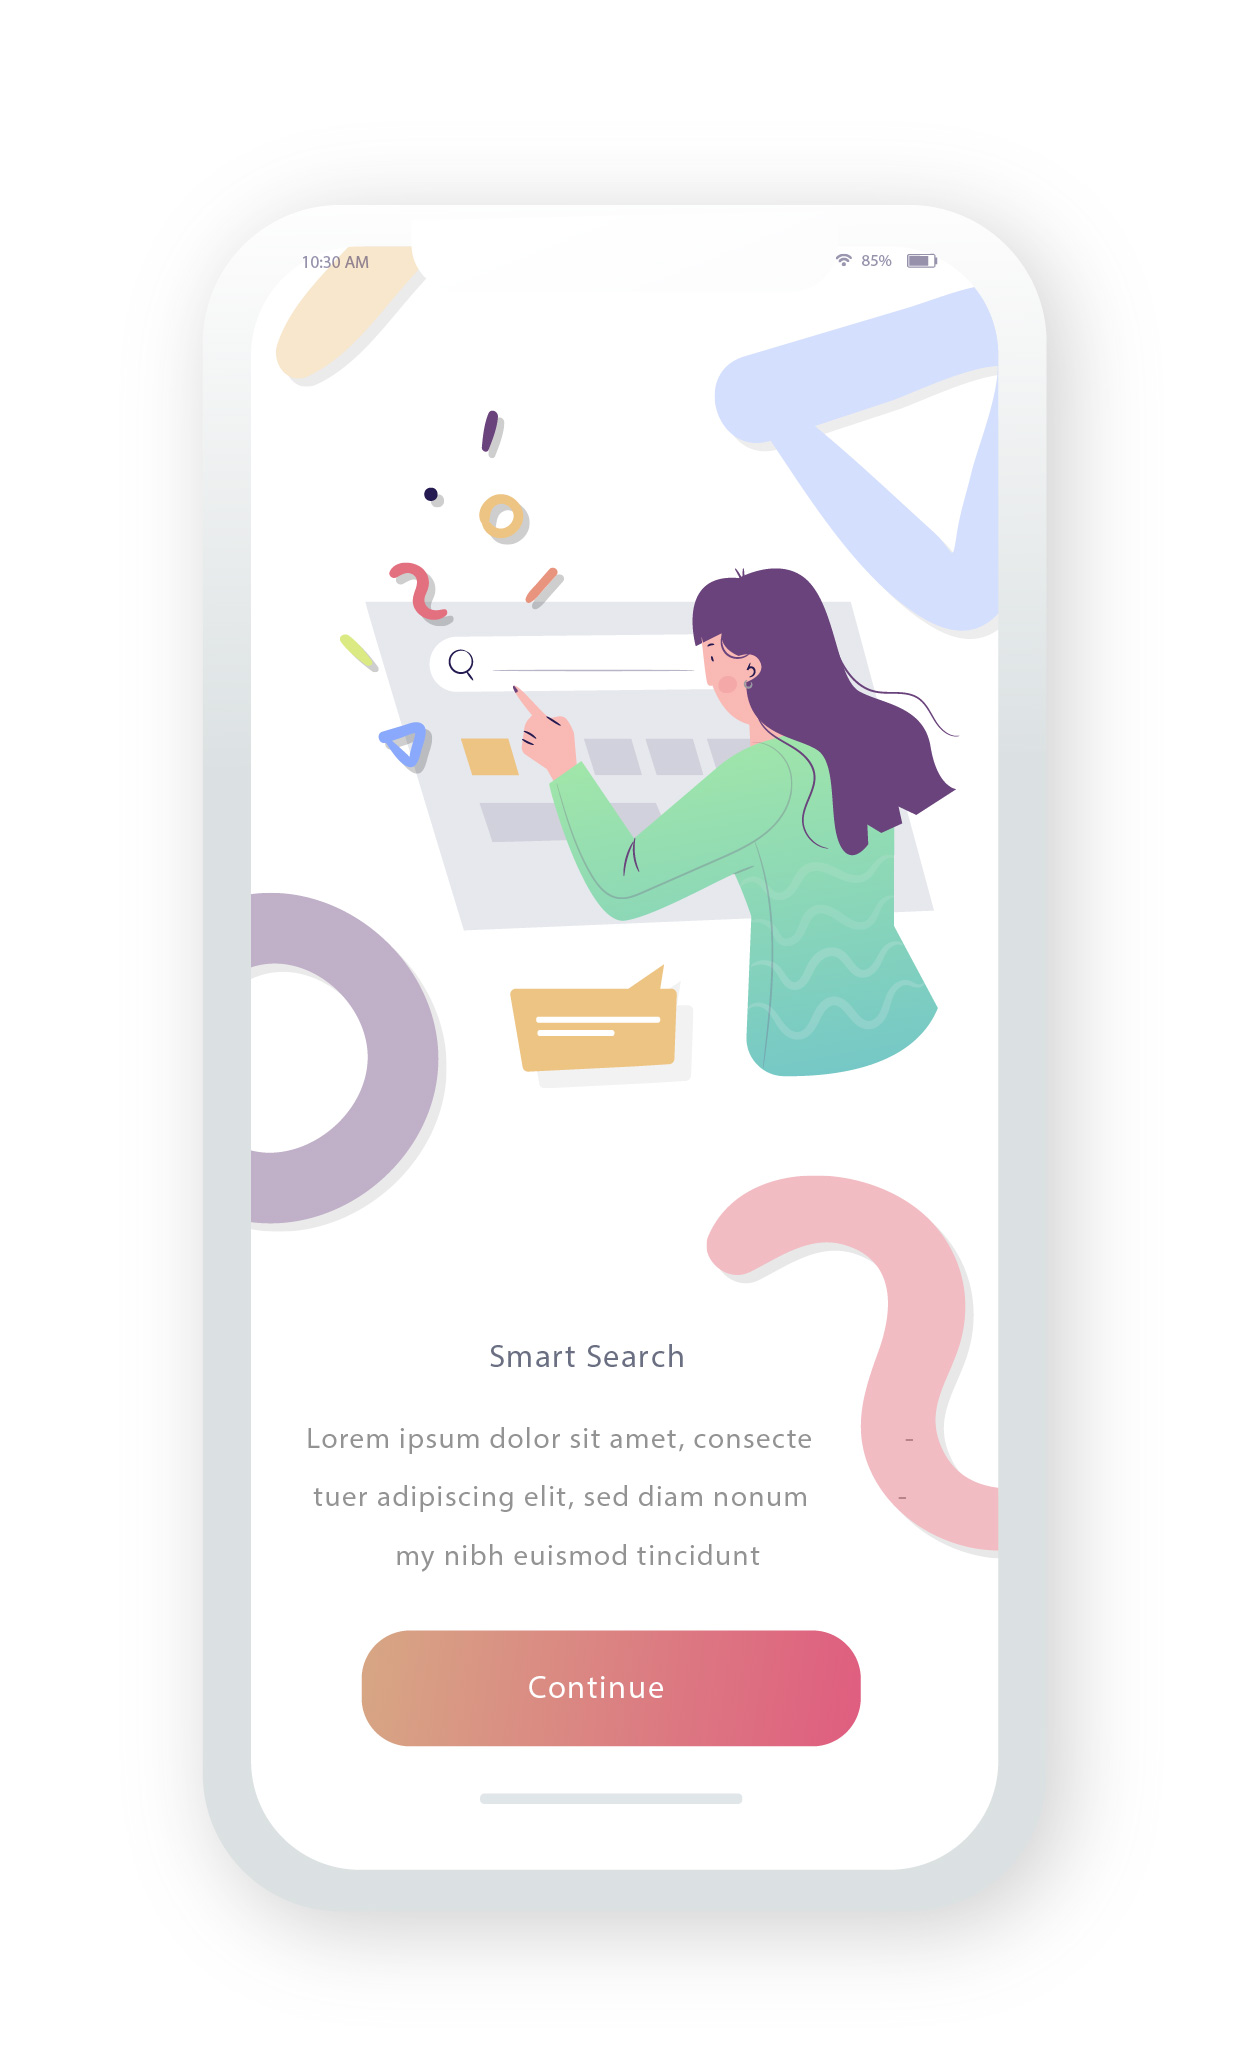 10:30 AM 85%
Smart Search
Lorem ipsum dolor sit amet, consecte -
tuer adipiscing elit, sed diam nonum -
my nibh euismod tincidunt
Continue